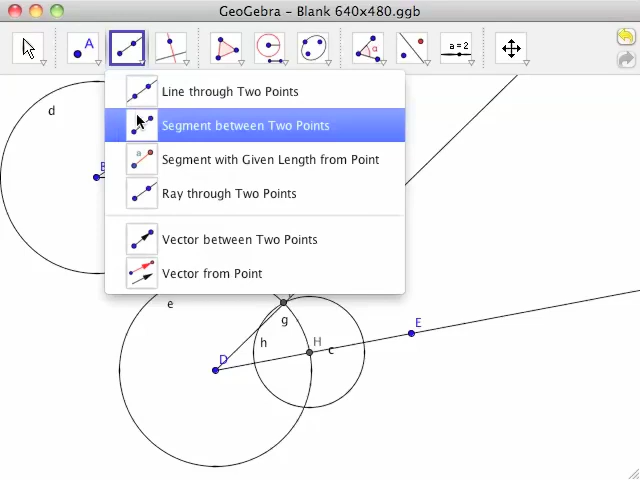 GeoGebra – Blank 640x480.ggb
A
a
α
a = 2
Line through Two Points
d
Segment between Two Points
a
Segment with Given Length from Point
B
Ray through Two Points
Vector between Two Points
Vector from Point
e
g
E
h
H
c
D